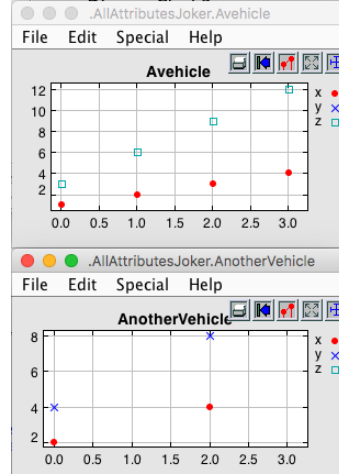 .AllAttributesJoker.Avehicle
File Edit Special Help
Avehicle
12
10
8
6
4
2
x
y
z
0.0 0.5 1.0 1.5 2.0 2.5 3.0
.AllAttributesJoker.AnotherVehicle
File Edit Special Help
AnotherVehicle
8
6
4
2
x
y
z
0.0 0.5 1.0 1.5 2.0 2.5 3.0